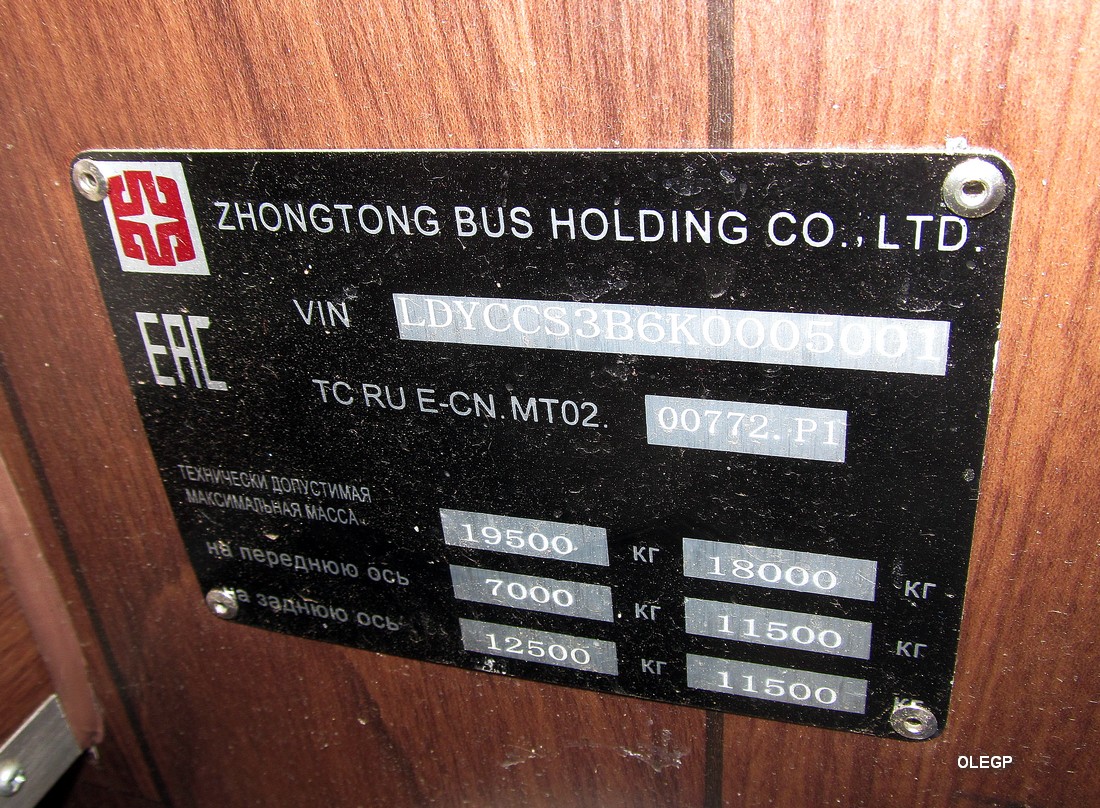 ZHONGTONG BUS HOLDING CO., LTD.
EAC
VIN LDYCCS3B6K0005001
TC RU E-CN.MT02. 00772.P1
ТЕХНИЧЕСКИ ДОПУСТИМАЯ
МАКСИМАЛЬНАЯ МАССА 19500 КГ 18000 КГ
на переднюю ось 7000 КГ 11500 КГ
на заднюю ось 12500 КГ 11500 КГ
OLEGP